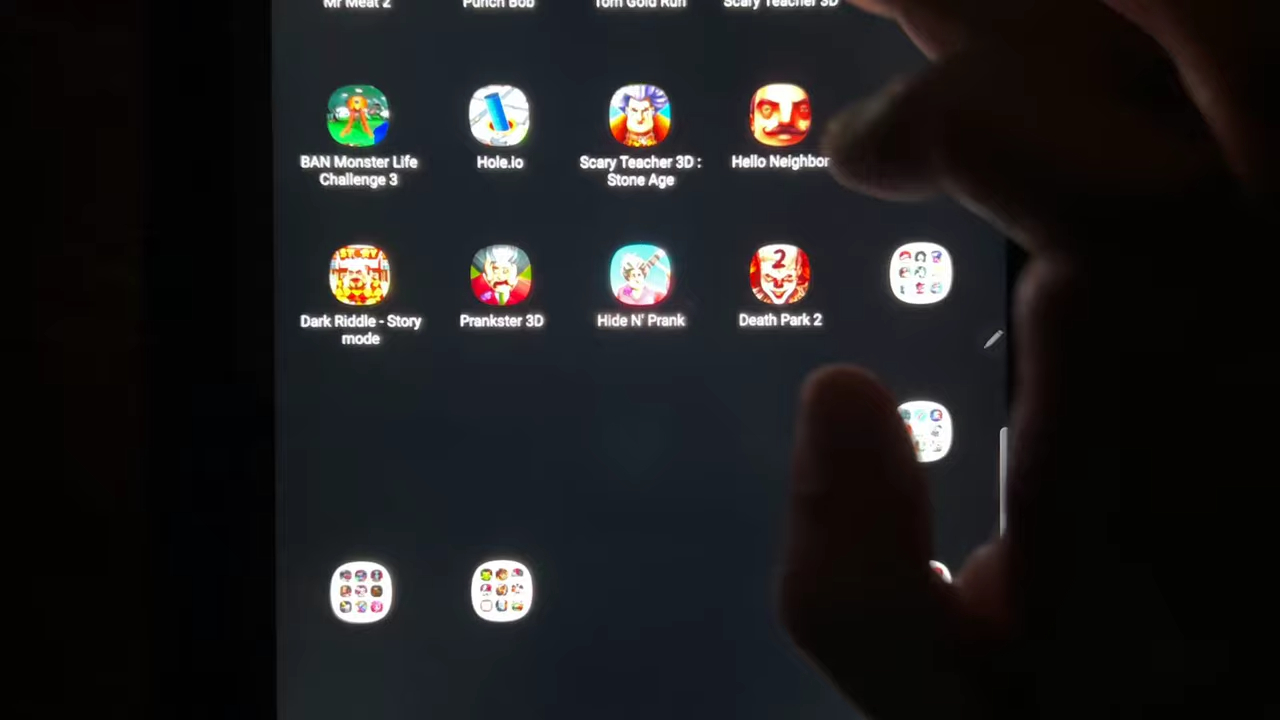 Mr Meat 2
Punch Bob
Tom Gold Run
Scary Teacher 3D
BAN Monster Life
Challenge 3
Hole.io
Scary Teacher 3D :
Stone Age
Hello Neighbor
2
Dark Riddle - Story
mode
Prankster 3D
Hide N' Prank
Death Park 2